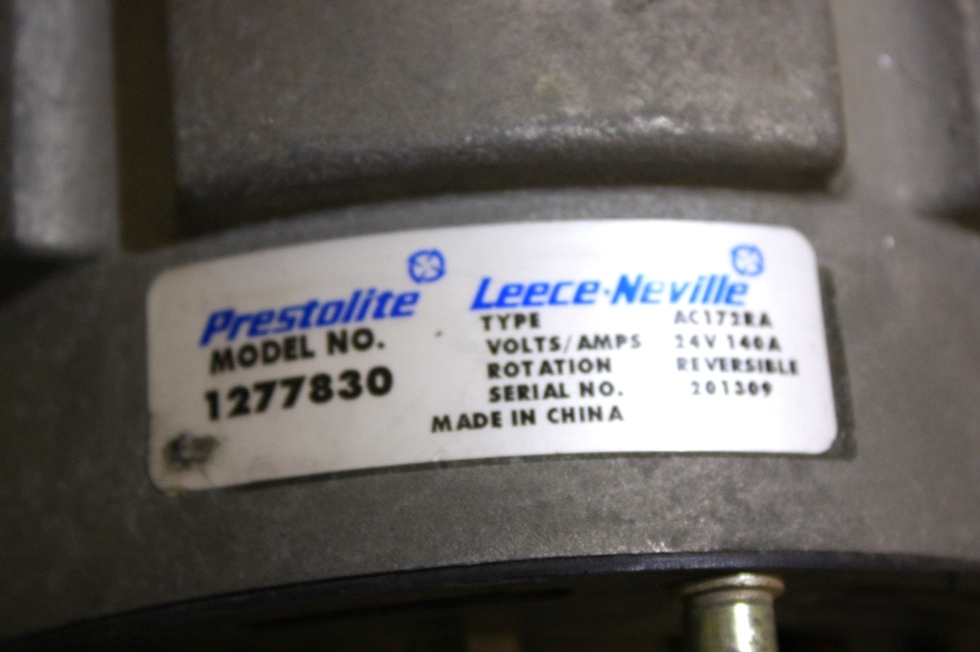 Prestolite Leece-Neville
MODEL NO.
1277830
TYPE AC172RA
VOLTS/AMPS 24V 140A
ROTATION REVERSIBLE
SERIAL NO. 201309
MADE IN CHINA